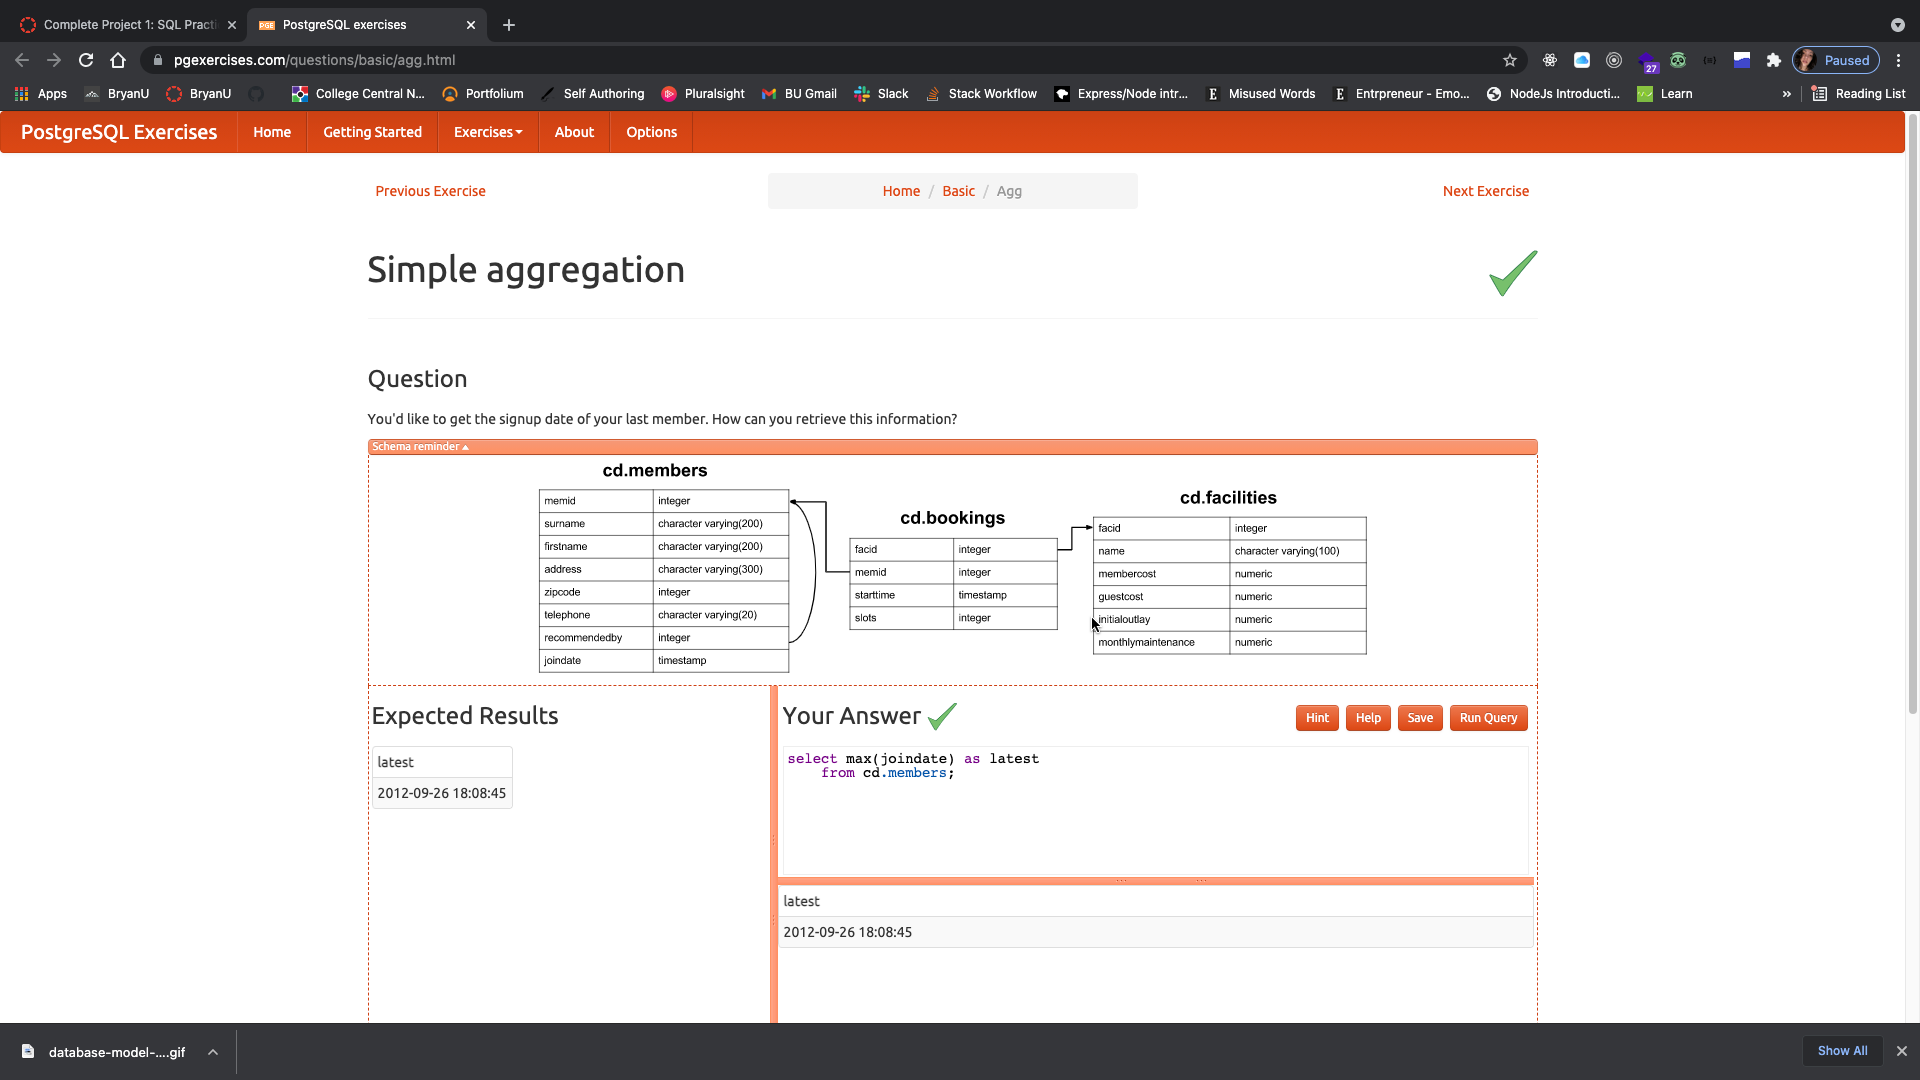 Complete Project 1: SQL Practi
PostgreSQL exercises
pgexercises.com/questions/basic/agg.html
27
Paused
Apps
BryanU
BryanU
College Central N...
Portfolium
Self Authoring
Pluralsight
BU Gmail
Slack
Stack Workflow
Express/Node intr...
Misused Words
Entrpreneur - Emo...
NodeJs Introducti...
Learn
»
Reading List
PostgreSQL Exercises
Home
Getting Started
Exercises
About
Options
Previous Exercise
Home / Basic / Agg
Next Exercise
Simple aggregation
Question
You'd like to get the signup date of your last member. How can you retrieve this information?
Schema reminder
cd.members
memid integer
surname character varying(200)
firstname character varying(200)
address character varying(300)
zipcode integer
telephone character varying(20)
recommendedby integer
joindate timestamp
cd.bookings
facid integer
memid integer
starttime timestamp
slots integer
cd.facilities
facid integer
name character varying(100)
membercost numeric
guestcost numeric
initialoutlay numeric
monthlymaintenance numeric
Expected Results
latest
2012-09-26 18:08:45
Your Answer
Hint
Help
Save
Run Query
select max(joindate) as latest
from cd.members;
latest
2012-09-26 18:08:45
database-model-....gif
Show All